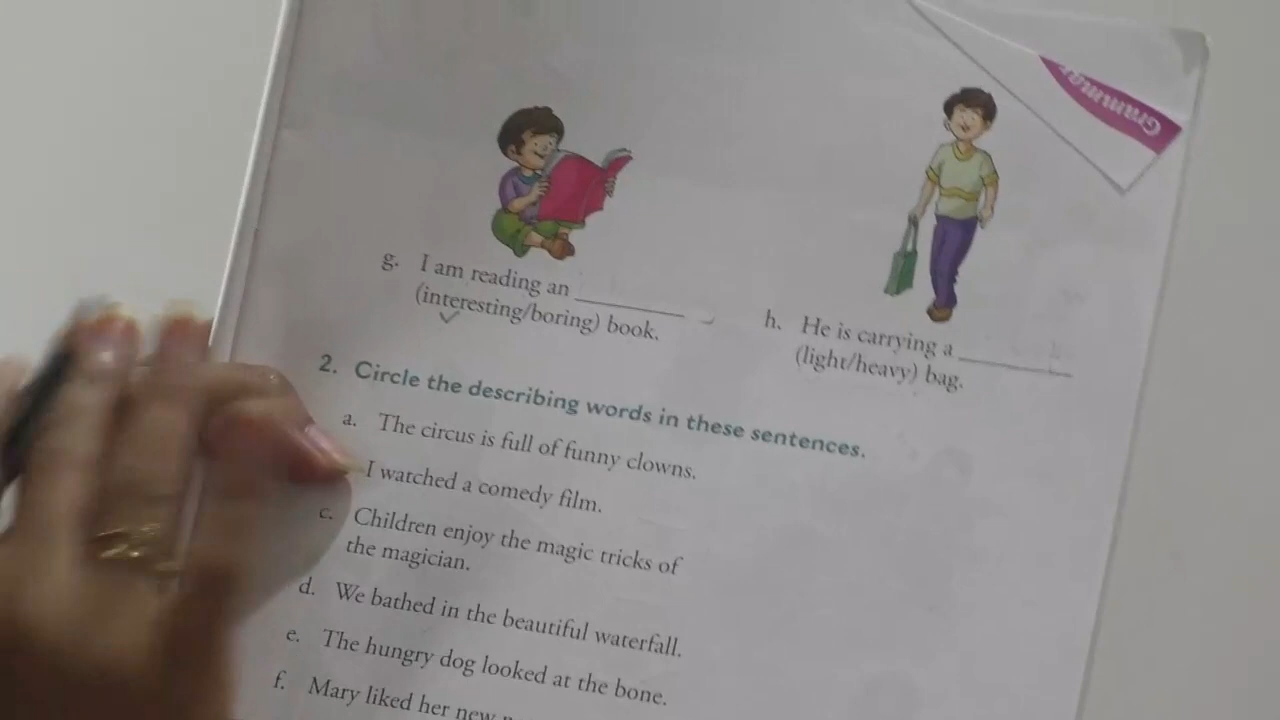 Grammar
g. I am reading an ________
(interesting/boring) book.
h. He is carrying a ________
(light/heavy) bag.
2. Circle the describing words in these sentences.
a. The circus is full of funny clowns.
I watched a comedy film.
c. Children enjoy the magic tricks of
the magician.
d. We bathed in the beautiful waterfall.
e. The hungry dog looked at the bone.
f. Mary liked her new